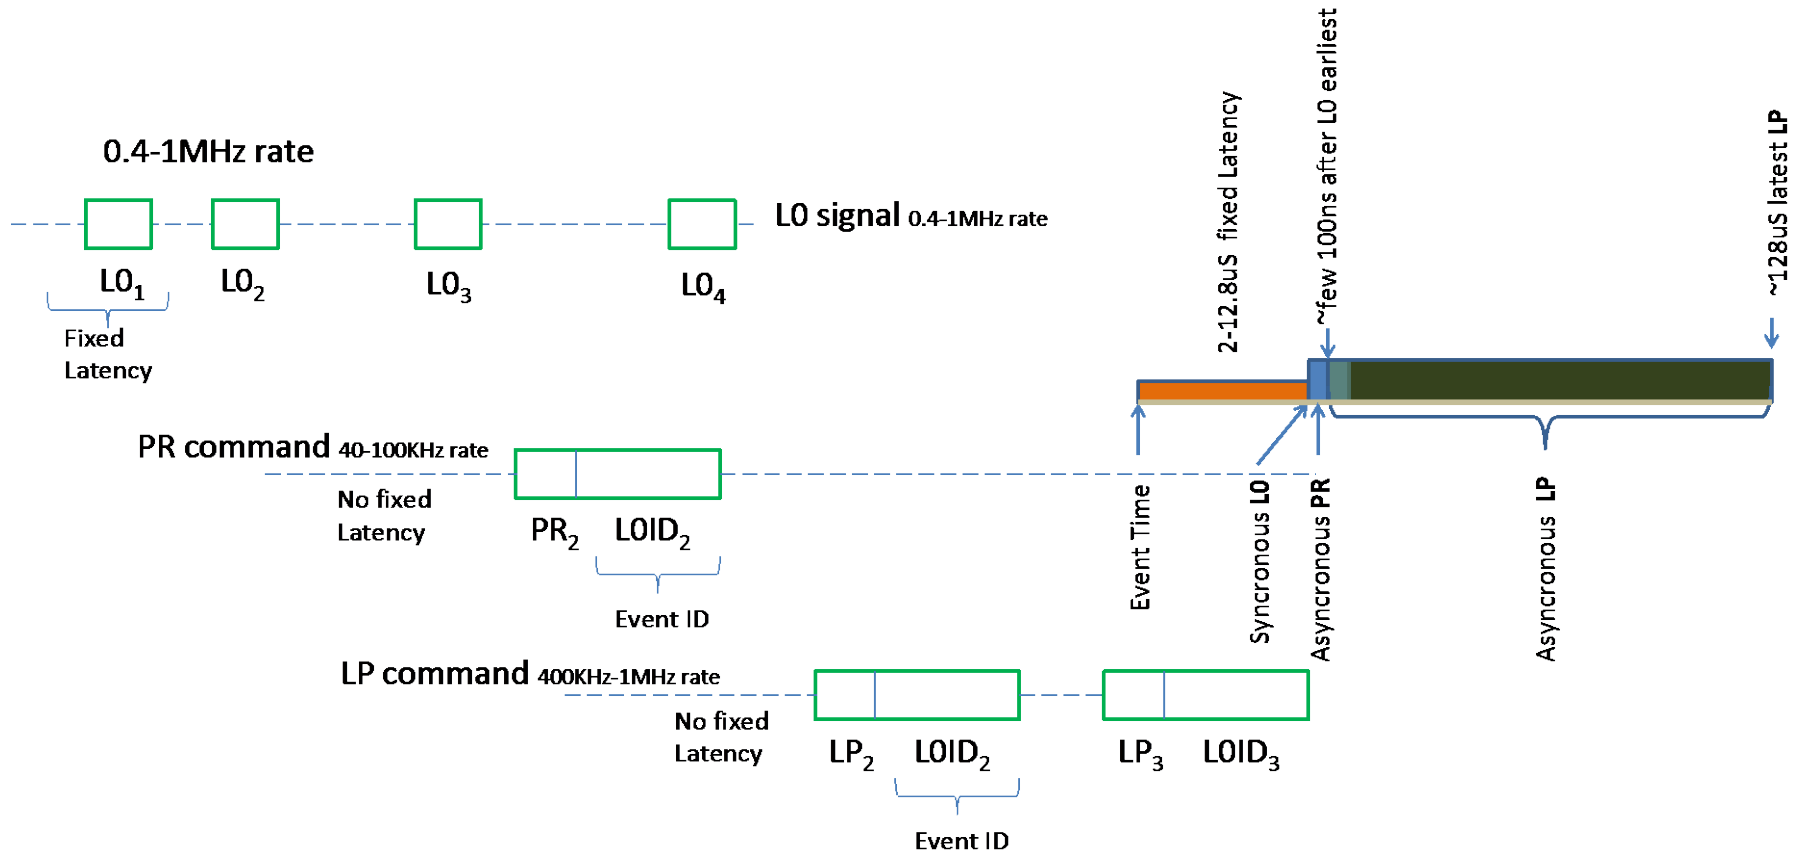 0.4-1MHz rate
L0 signal 0.4-1MHz rate
L0₁
L0₂
L0₃
L0₄
Fixed
Latency
PR command 40-100KHz rate
No fixed
Latency
PR₂
L0ID₂
Event ID
LP command 400KHz-1MHz rate
No fixed
Latency
LP₂
L0ID₂
LP₃
L0ID₃
Event ID
2-12.8uS fixed Latency
~few 100ns after L0 earliest
~128uS latest LP
Event Time
Syncronous L0
Asyncronous PR
Asyncronous LP